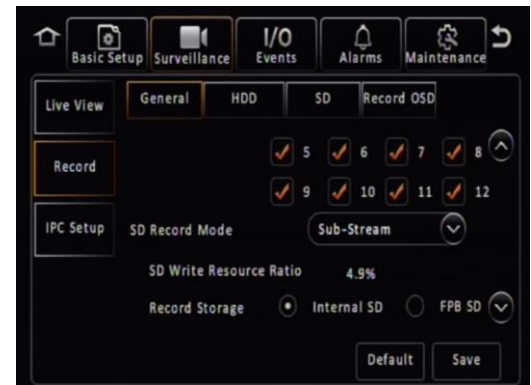 Basic Setup Surveillance I/O Events Alarms Maintenance
Live View General HDD SD Record OSD
Record 5 6 7 8
9 10 11 12
IPC Setup SD Record Mode Sub-Stream
SD Write Resource Ratio 4.9%
Record Storage Internal SD FPB SD
Default Save